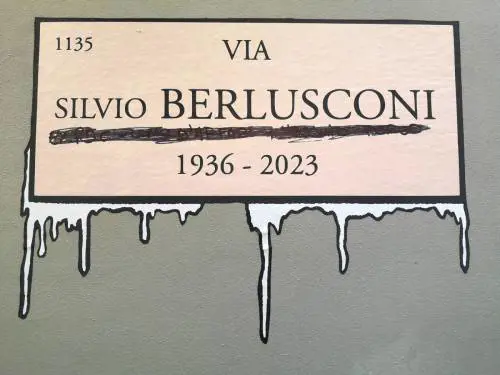 1135
VIA
SILVIO BERLUSCONI
1936 - 2023